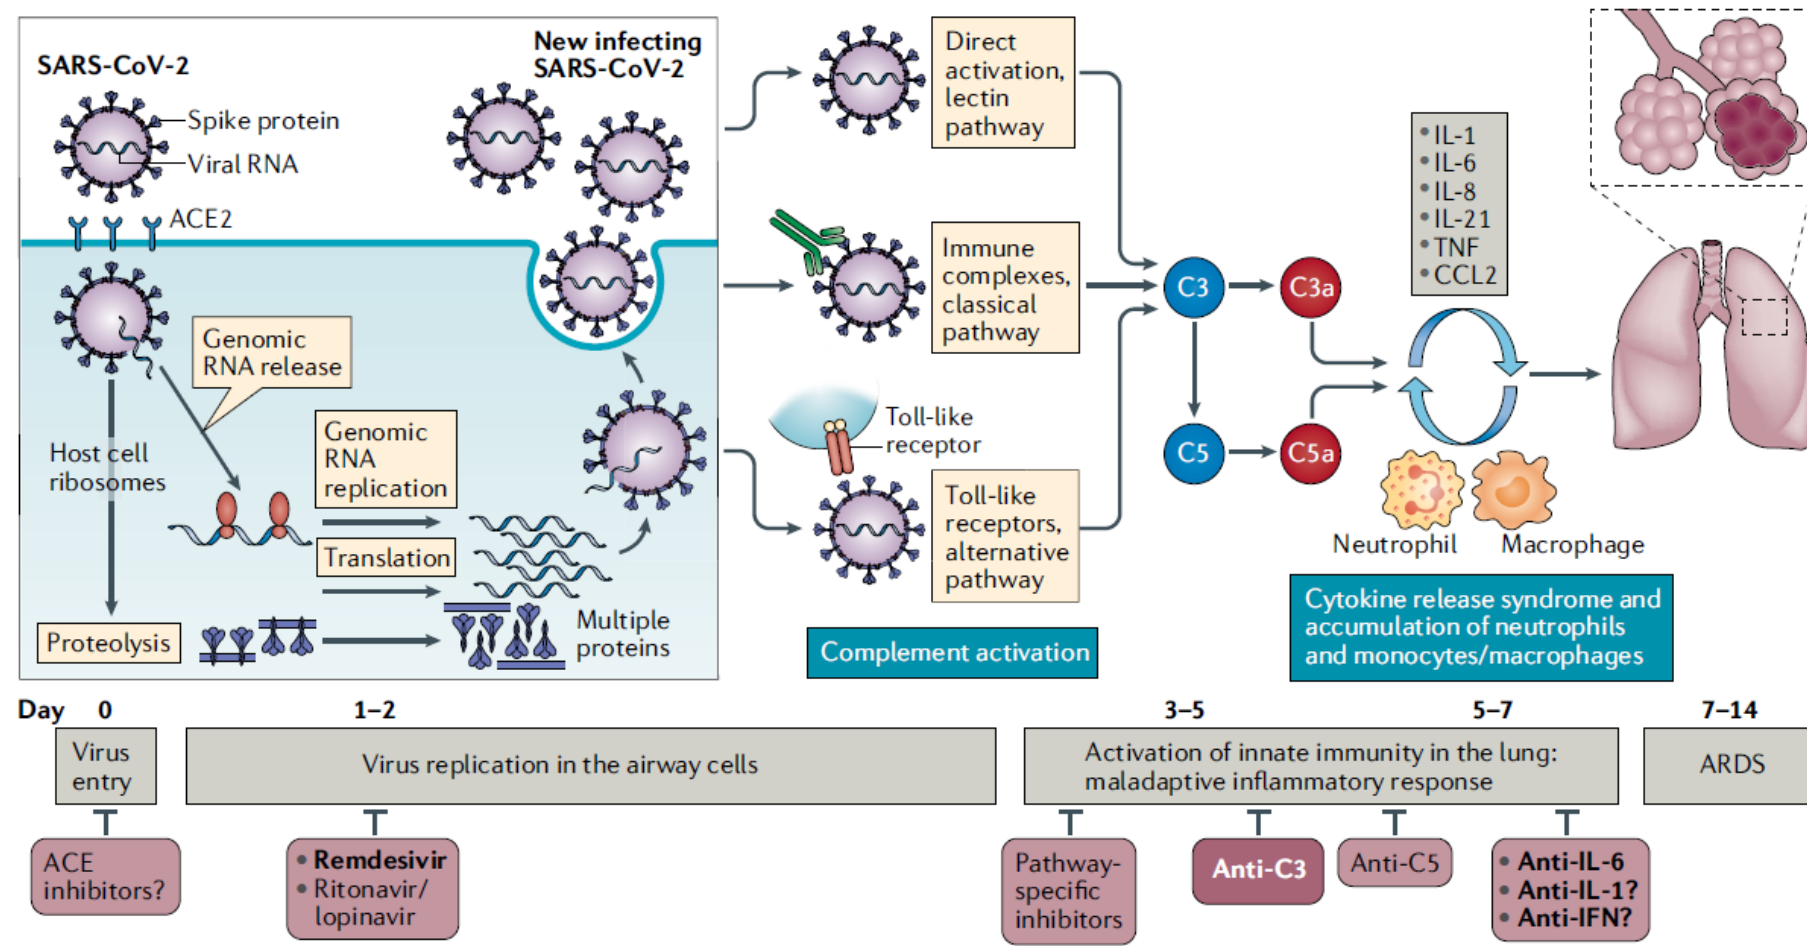 SARS-CoV-2
Spike protein
Viral RNA
ACE2
New infecting
SARS-CoV-2
Genomic
RNA release
Host cell
ribosomes
Genomic
RNA
replication
Translation
Proteolysis
Multiple
proteins
Direct
activation,
lectin
pathway
Immune
complexes,
classical
pathway
Toll-like
receptor
Toll-like
receptors,
alternative
pathway
Complement activation
C3
C3a
C5
C5a
• IL-1
• IL-6
• IL-8
• IL-21
• TNF
• CCL2
Neutrophil
Macrophage
Cytokine release syndrome and
accumulation of neutrophils
and monocytes/macrophages
Day 0 1–2 3–5 5–7 7–14
Virus
entry
Virus replication in the airway cells
Activation of innate immunity in the lung:
maladaptive inflammatory response
ARDS
ACE
inhibitors?
• Remdesivir
• Ritonavir/
lopinavir
Pathway-
specific
inhibitors
Anti-C3
Anti-C5
• Anti-IL-6
• Anti-IL-1?
• Anti-IFN?